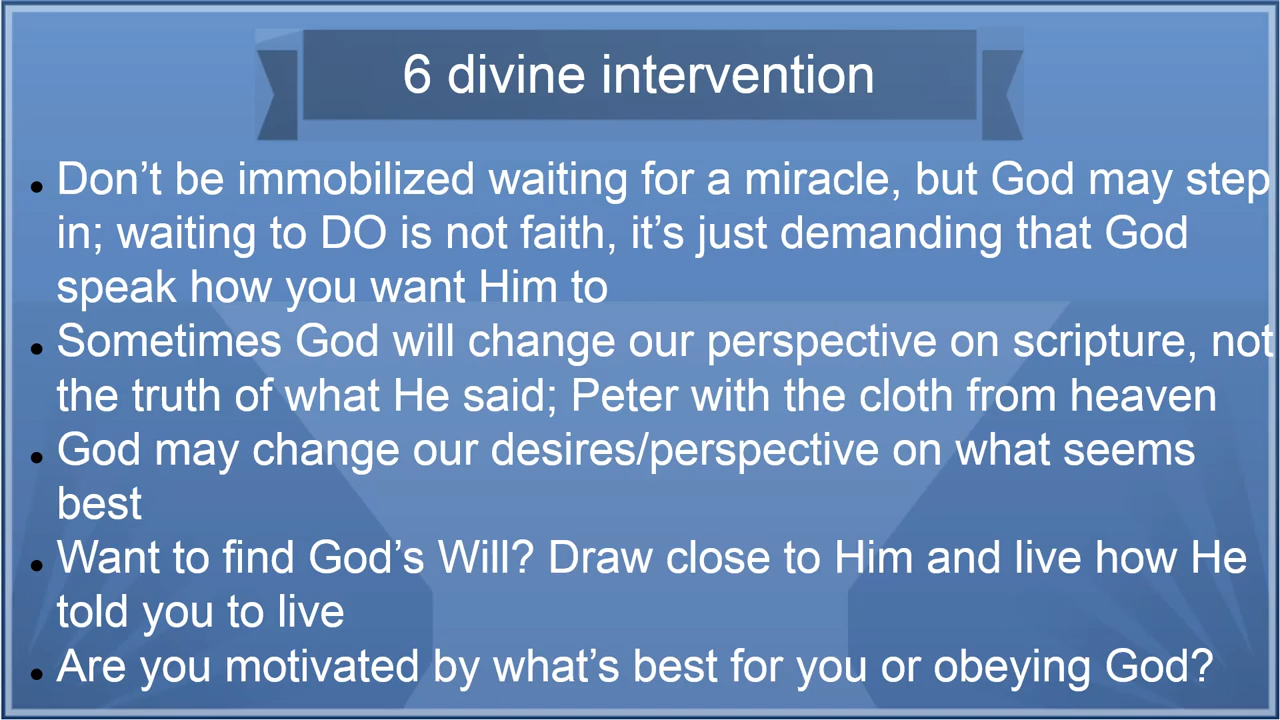 6 divine intervention
Don’t be immobilized waiting for a miracle, but God may step
in; waiting to DO is not faith, it’s just demanding that God
speak how you want Him to
Sometimes God will change our perspective on scripture, not
the truth of what He said; Peter with the cloth from heaven
God may change our desires/perspective on what seems
best
Want to find God’s Will? Draw close to Him and live how He
told you to live
Are you motivated by what’s best for you or obeying God?